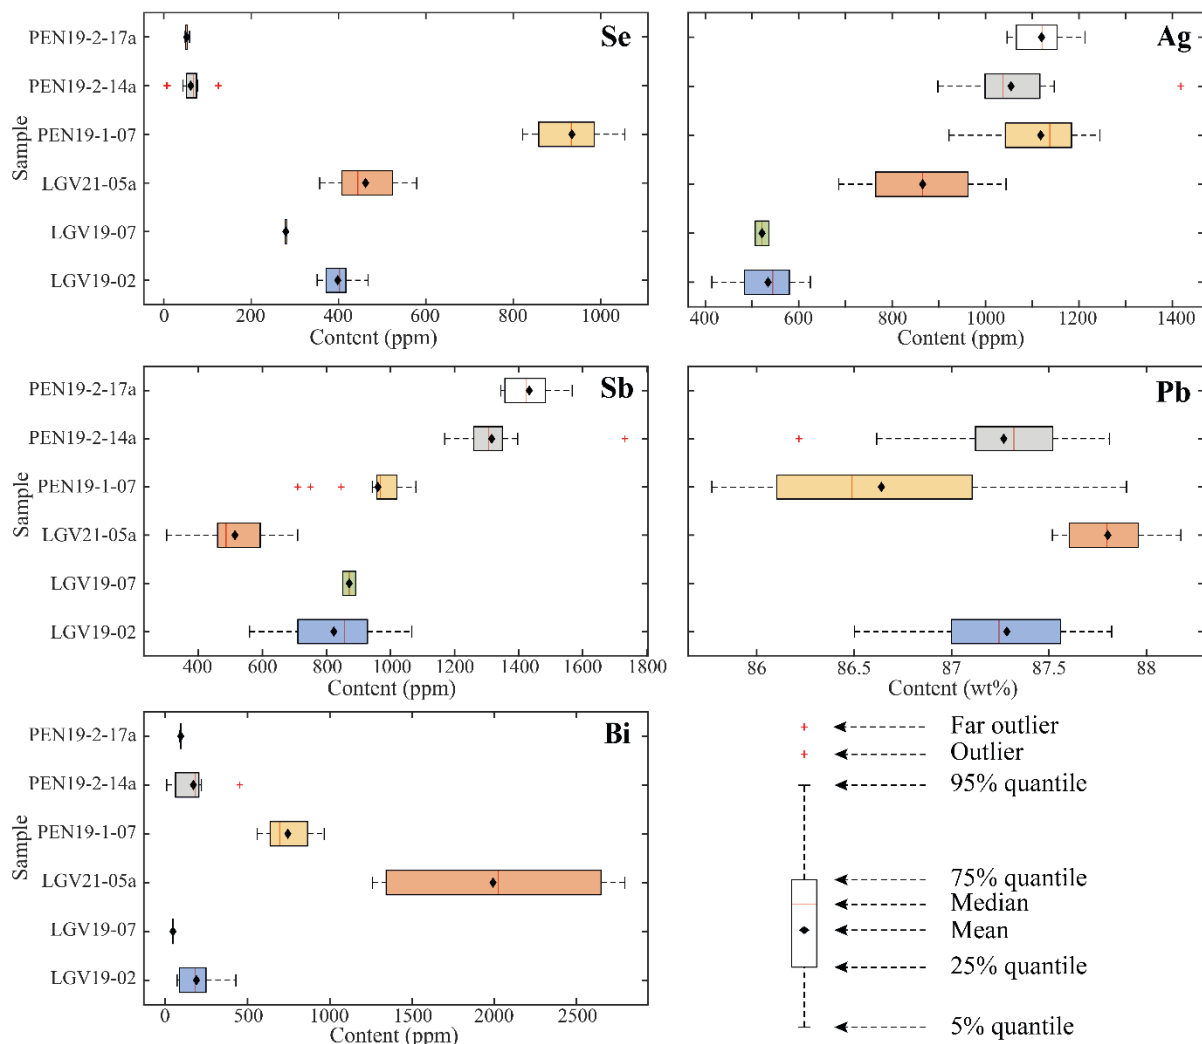 Se
PEN19-2-17a
PEN19-2-14a
PEN19-1-07
LGV21-05a
LGV19-07
LGV19-02
Sample
0 200 400 600 800 1000
Content (ppm)
Ag
400 600 800 1000 1200 1400
Content (ppm)
Sb
PEN19-2-17a
PEN19-2-14a
PEN19-1-07
LGV21-05a
LGV19-07
LGV19-02
Sample
400 600 800 1000 1200 1400 1600 1800
Content (ppm)
Pb
86 86.5 87 87.5 88
Content (wt%)
Bi
PEN19-2-17a
PEN19-2-14a
PEN19-1-07
LGV21-05a
LGV19-07
LGV19-02
Sample
0 500 1000 1500 2000 2500
Content (ppm)
Far outlier
Outlier
95% quantile
75% quantile
Median
Mean
25% quantile
5% quantile